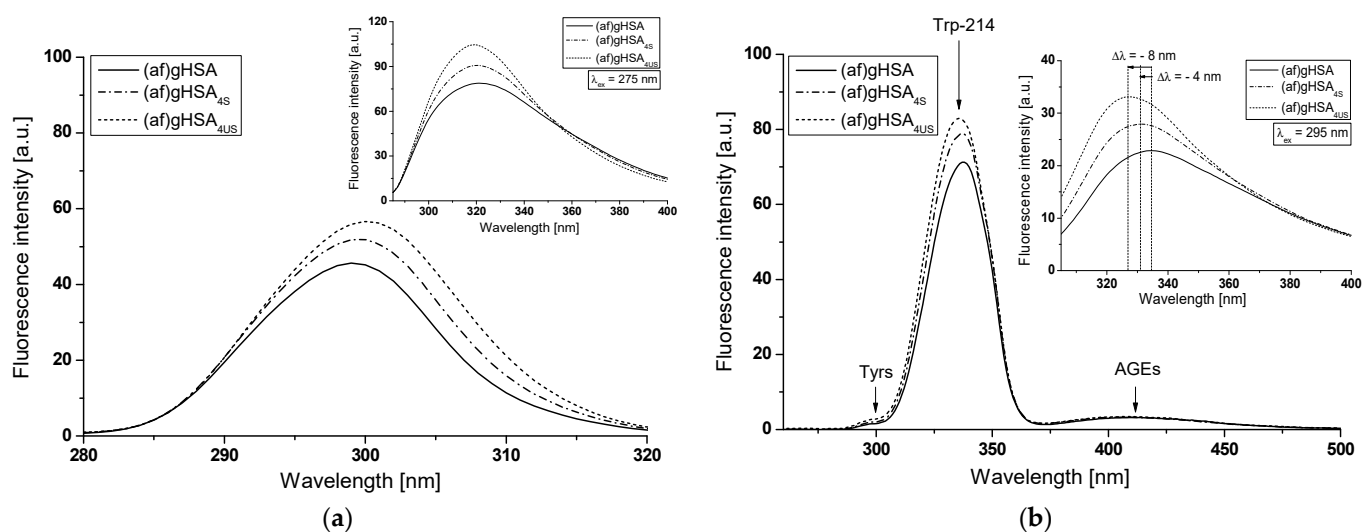 (af)gHSA
(af)gHSA4S
(af)gHSA4US
Fluorescence intensity [a.u.]
100
80
60
40
20
0
280
290
300
310
320
Wavelength [nm]
(a)
(af)gHSA
(af)gHSA4S
(af)gHSA4US
λex = 275 nm
Fluorescence intensity [a.u.]
120
90
60
30
0
300
320
340
360
380
400
Wavelength [nm]
Trp-214
Tyrs
AGEs
(af)gHSA
(af)gHSA4S
(af)gHSA4US
Fluorescence intensity [a.u.]
100
80
60
40
20
0
300
350
400
450
500
Wavelength [nm]
(b)
Δλ = - 8 nm
Δλ = - 4 nm
(af)gHSA
(af)gHSA4S
(af)gHSA4US
λex = 295 nm
Fluorescence intensity [a.u.]
40
30
20
10
0
320
340
360
380
400
Wavelength [nm]